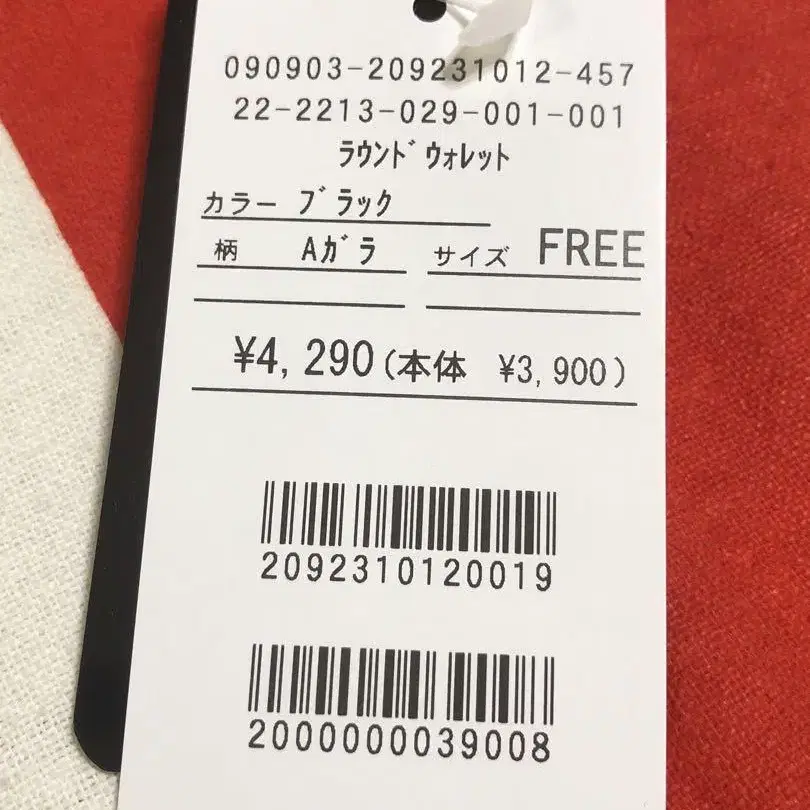 090903-209231012-457
22-2213-029-001-001
ﾗｳﾝﾄﾞｳｫﾚｯﾄ
カラー ﾌﾞﾗｯｸ
柄 Aｶﾞﾗ サイズ FREE
¥4,290(本体 ¥3,900)
2092310120019
2000000039008